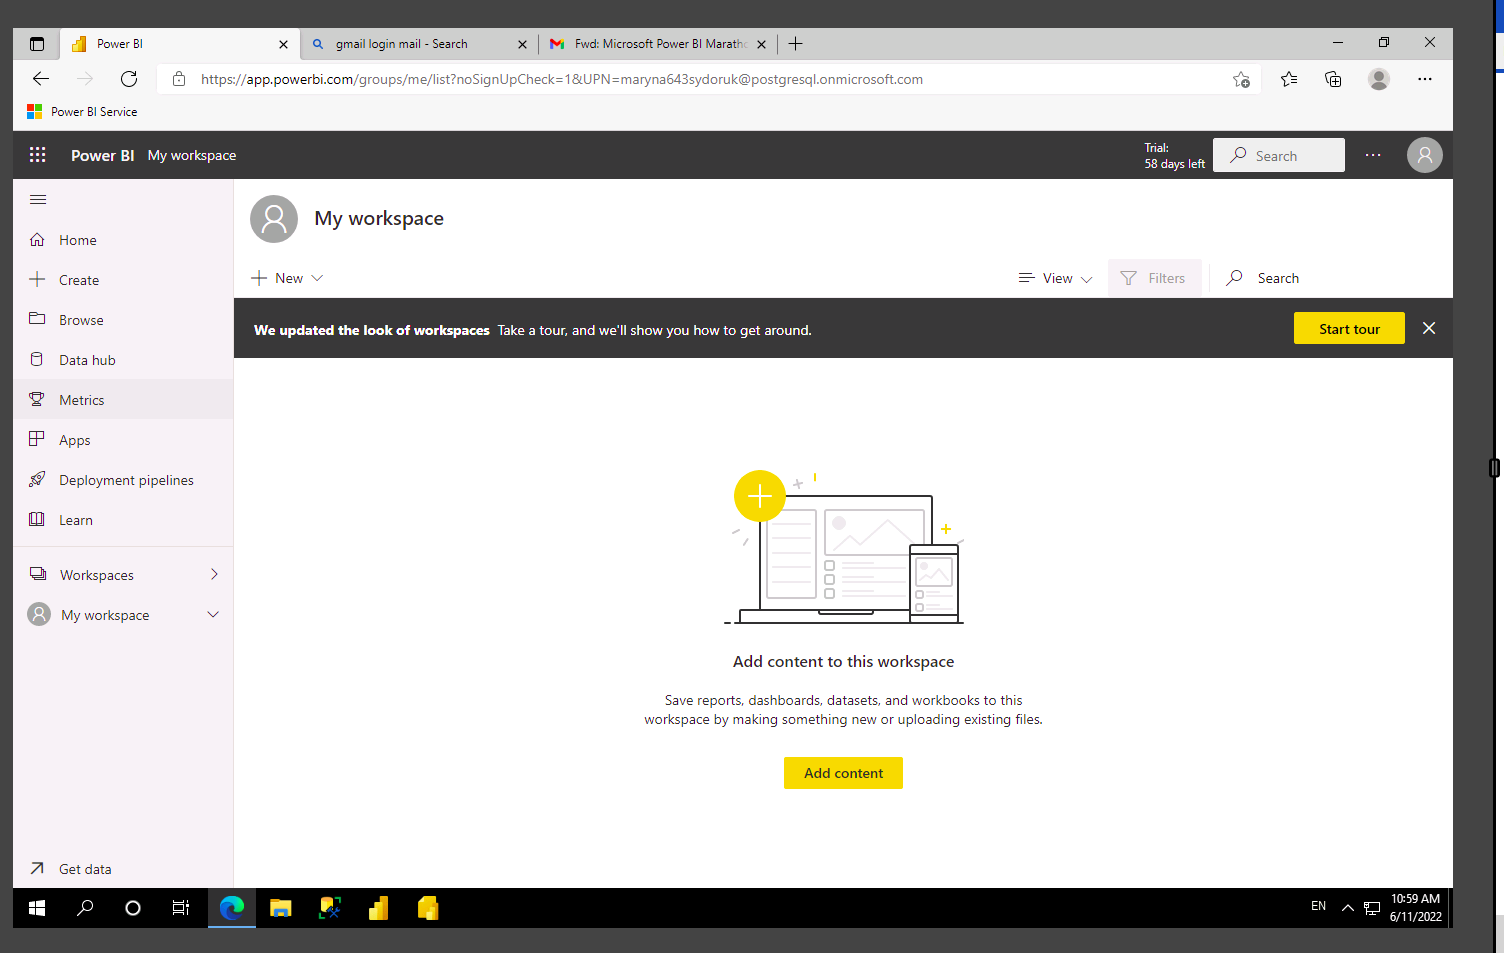 Power BI
gmail login mail - Search
Fwd: Microsoft Power BI Maratho
https://app.powerbi.com/groups/me/list?noSignUpCheck=1&UPN=maryna643sydoruk@postgresql.onmicrosoft.com
Power BI Service
Power BI My workspace
Trial:
58 days left
Search
My workspace
Home
Create
Browse
Data hub
Metrics
Apps
Deployment pipelines
Learn
Workspaces
My workspace
Get data
New
View
Filters
Search
We updated the look of workspaces Take a tour, and we'll show you how to get around.
Start tour
Add content to this workspace
Save reports, dashboards, datasets, and workbooks to this
workspace by making something new or uploading existing files.
Add content
EN
10:59 AM
6/11/2022